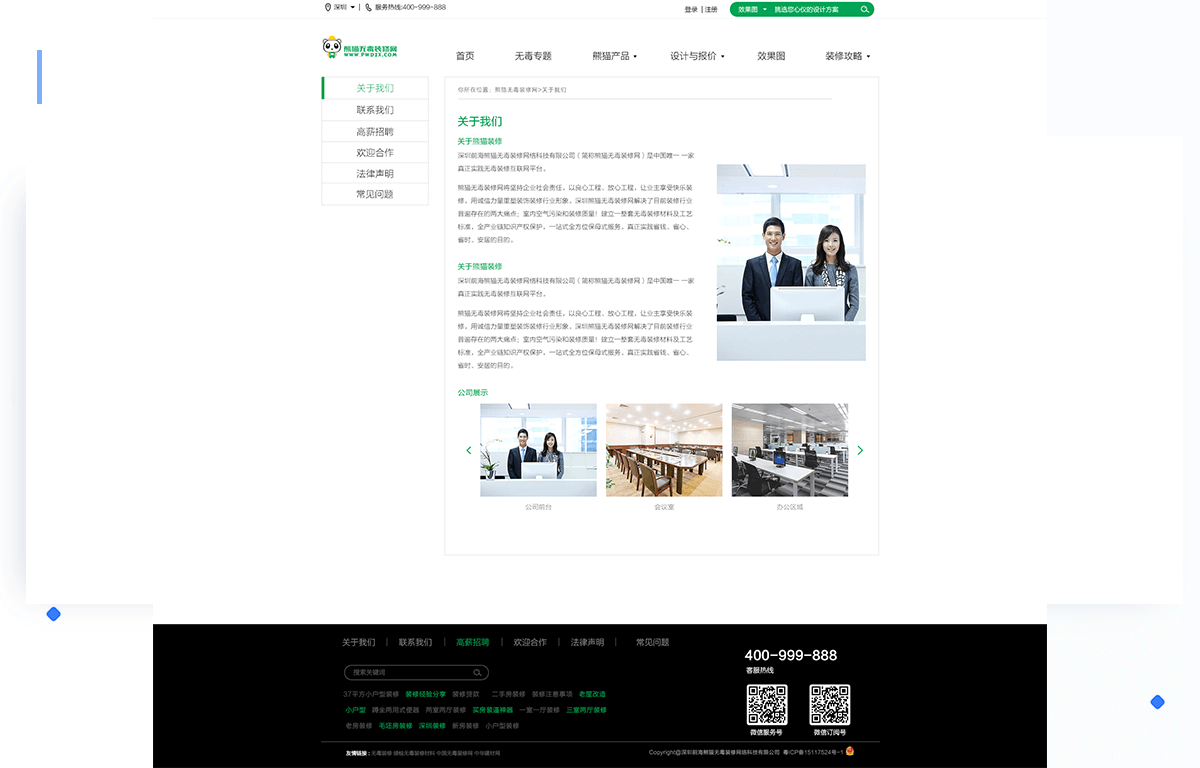 深圳 | 服务热线:400-999-888
登录 | 注册
效果图 挑选您心仪的设计方案
熊猫无毒装修网
WWW.PMDZX.COM
首页 无毒专题 熊猫产品 设计与报价 效果图 装修攻略
关于我们
联系我们
高薪招聘
欢迎合作
法律声明
常见问题
你所在位置：熊猫无毒装修网>关于我们
关于我们
关于熊猫装修
深圳前海熊猫无毒装修网络科技有限公司（简称熊猫无毒装修网）是中国唯一 一家
真正实践无毒装修互联网平台。
熊猫无毒装修网将坚持企业社会责任，以良心工程、放心工程，让业主享受快乐装
修，用诚信力量重塑装饰装修行业形象。深圳熊猫无毒装修网解决了目前装修行业
普遍存在的两大痛点：室内空气污染和装修质量！建立一整套无毒装修材料及工艺
标准，全产业链知识产权保护，一站式全方位保母式服务，真正实践省钱、省心、
省时、安居的目的。
关于熊猫装修
深圳前海熊猫无毒装修网络科技有限公司（简称熊猫无毒装修网）是中国唯一 一家
真正实践无毒装修互联网平台。
熊猫无毒装修网将坚持企业社会责任，以良心工程、放心工程，让业主享受快乐装
修，用诚信力量重塑装饰装修行业形象。深圳熊猫无毒装修网解决了目前装修行业
普遍存在的两大痛点：室内空气污染和装修质量！建立一整套无毒装修材料及工艺
标准，全产业链知识产权保护，一站式全方位保母式服务，真正实践省钱、省心、
省时、安居的目的。
公司展示
公司前台 会议室 办公区域
关于我们 | 联系我们 | 高薪招聘 | 欢迎合作 | 法律声明 | 常见问题
搜索关键词
37平方小户型装修 装修经验分享 装修贷款 二手房装修 装修注意事项 老屋改造
小户型 蹲坐两用式便器 两室两厅装修 买房装逼神器 一室一厅装修 三室两厅装修
老房装修 毛坯房装修 深圳装修 新房装修 小户型装修
400-999-888
客服热线
微信服务号 微信订阅号
友情链接：无毒装修 绿蚁无毒装修材料 中国无毒装修网 中华建材网
Copyright@深圳前海熊猫无毒装修网络科技有限公司 粤ICP备15117524号-1